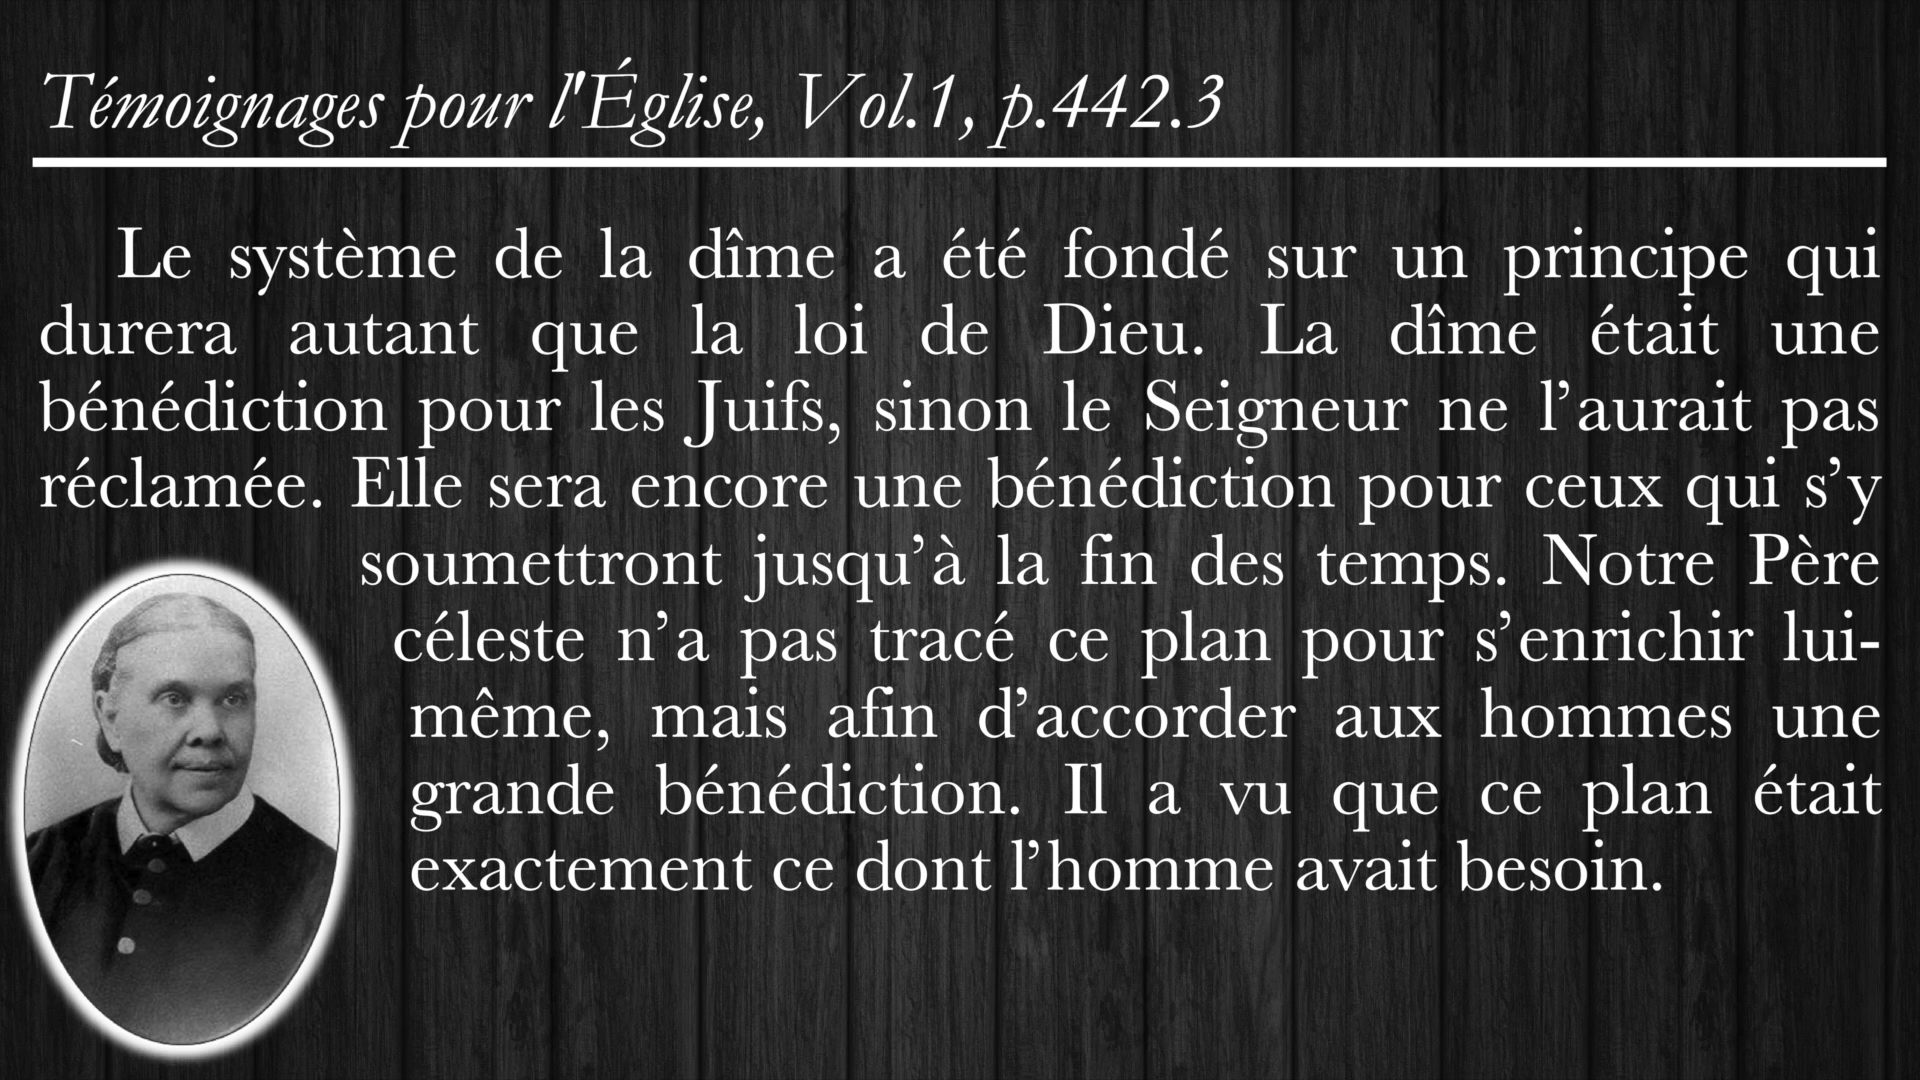 Témoignages pour l'Église, Vol.1, p.442.3
Le système de la dîme a été fondé sur un principe qui
durera autant que la loi de Dieu. La dîme était une
bénédiction pour les Juifs, sinon le Seigneur ne l’aurait pas
réclamée. Elle sera encore une bénédiction pour ceux qui s’y
soumettront jusqu’à la fin des temps. Notre Père
céleste n’a pas tracé ce plan pour s’enrichir lui-
même, mais afin d’accorder aux hommes une
grande bénédiction. Il a vu que ce plan était
exactement ce dont l’homme avait besoin.